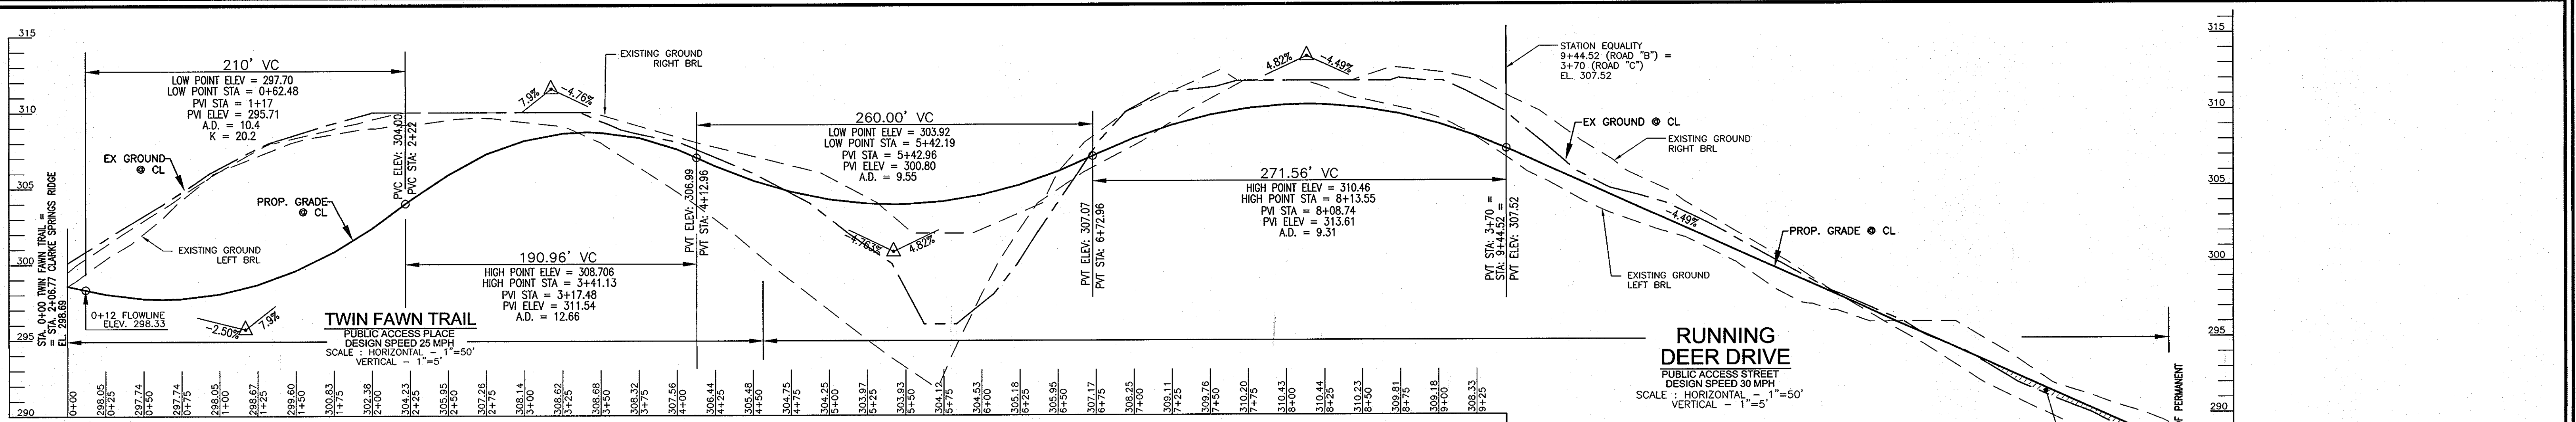 315
310
305
300
295
290
STA. 0+00 TWIN FAWN TRAIL =
= STA. 2+06.77 CLARKE SPRINGS RIDGE
EL. 298.69
210' VC
LOW POINT ELEV = 297.70
LOW POINT STA = 0+62.48
PVI STA = 1+17
PVI ELEV = 295.71
A.D. = 10.4
K = 20.2
EX GROUND
@ CL
PROP. GRADE
@ CL
EXISTING GROUND
LEFT BRL
0+12 FLOWLINE
ELEV. 298.33
-2.50%
7.9%
PVC ELEV: 304.00
PVC STA: 2+22
7.9%
-4.76%
EXISTING GROUND
RIGHT BRL
190.96' VC
HIGH POINT ELEV = 308.706
HIGH POINT STA = 3+41.13
PVI STA = 3+17.48
PVI ELEV = 311.54
A.D. = 12.66
TWIN FAWN TRAIL
PUBLIC ACCESS PLACE
DESIGN SPEED 25 MPH
SCALE : HORIZONTAL - 1"=50'
VERTICAL - 1"=5'
PVT ELEV: 306.99
PVT STA: 4+12.96
260.00' VC
LOW POINT ELEV = 303.92
LOW POINT STA = 5+42.19
PVI STA = 5+42.96
PVI ELEV = 300.80
A.D. = 9.55
-4.763%
4.82%
PVT ELEV: 307.07
PVT STA: 6+72.96
4.82%
-4.49%
271.56' VC
HIGH POINT ELEV = 310.46
HIGH POINT STA = 8+13.55
PVI STA = 8+08.74
PVI ELEV = 313.61
A.D. = 9.31
PVT STA: 3+70 =
STA: 9+44.52 =
PVT ELEV: 307.52
STATION EQUALITY
9+44.52 (ROAD "B") =
3+70 (ROAD "C")
EL. 307.52
EX GROUND @ CL
EXISTING GROUND
RIGHT BRL
-4.49%
PROP. GRADE @ CL
EXISTING GROUND
LEFT BRL
RUNNING
DEER DRIVE
PUBLIC ACCESS STREET
DESIGN SPEED 30 MPH
SCALE : HORIZONTAL - 1"=50'
VERTICAL - 1"=5'
F PERMANENT
315
310
305
300
295
290
0+00
298.05
0+25
297.74
0+50
297.74
0+75
298.05
1+00
298.67
1+25
299.60
1+50
300.83
1+75
302.38
2+00
304.23
2+25
305.95
2+50
307.26
2+75
308.14
3+00
308.62
3+25
308.68
3+50
308.32
3+75
307.56
4+00
306.44
4+25
305.48
4+50
304.75
4+75
304.25
5+00
303.97
5+25
303.93
5+50
304.12
5+75
304.53
6+00
305.18
6+25
305.95
6+50
307.17
6+75
308.25
7+00
309.11
7+25
309.76
7+50
310.20
7+75
310.43
8+00
310.44
8+25
310.23
8+50
309.81
8+75
309.18
9+00
308.33
9+25